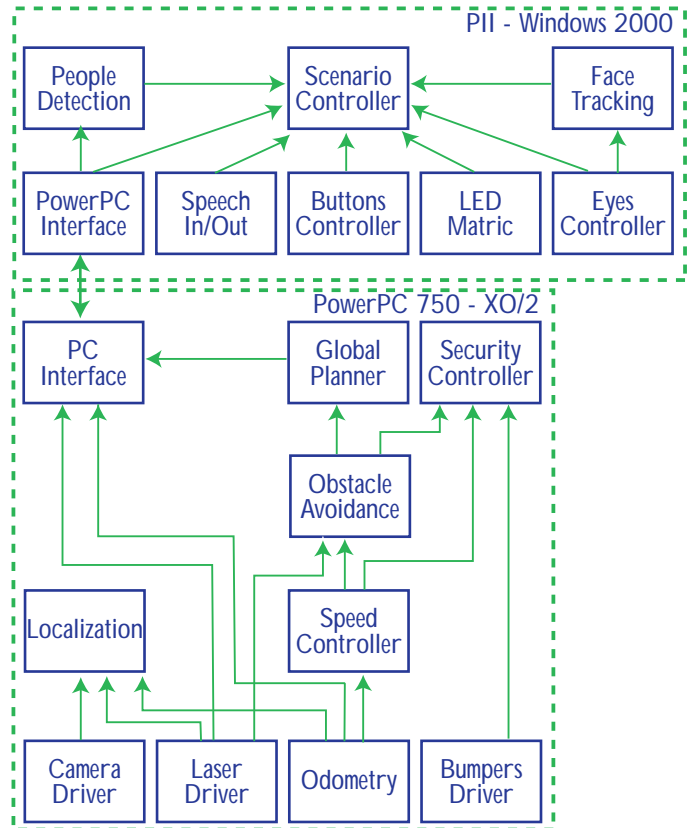 PII - Windows 2000
People
Detection
Scenario
Controller
Face
Tracking
PowerPC
Interface
Speech
In/Out
Buttons
Controller
LED
Matric
Eyes
Controller
PowerPC 750 - XO/2
PC
Interface
Global
Planner
Security
Controller
Obstacle
Avoidance
Localization
Speed
Controller
Camera
Driver
Laser
Driver
Odometry
Bumpers
Driver